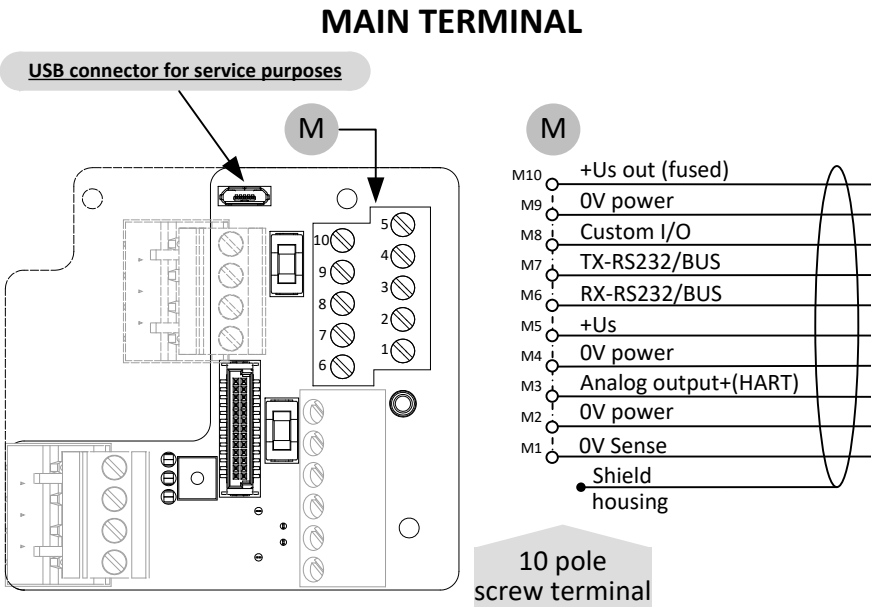 MAIN TERMINAL
USB connector for service purposes
M
M
M10 +Us out (fused)
M9 0V power
M8 Custom I/O
M7 TX-RS232/BUS
M6 RX-RS232/BUS
M5 +Us
M4 0V power
M3 Analog output+(HART)
M2 0V power
M1 0V Sense
Shield
housing
10
9
8
7
6
5
4
3
2
1
10 pole
screw terminal